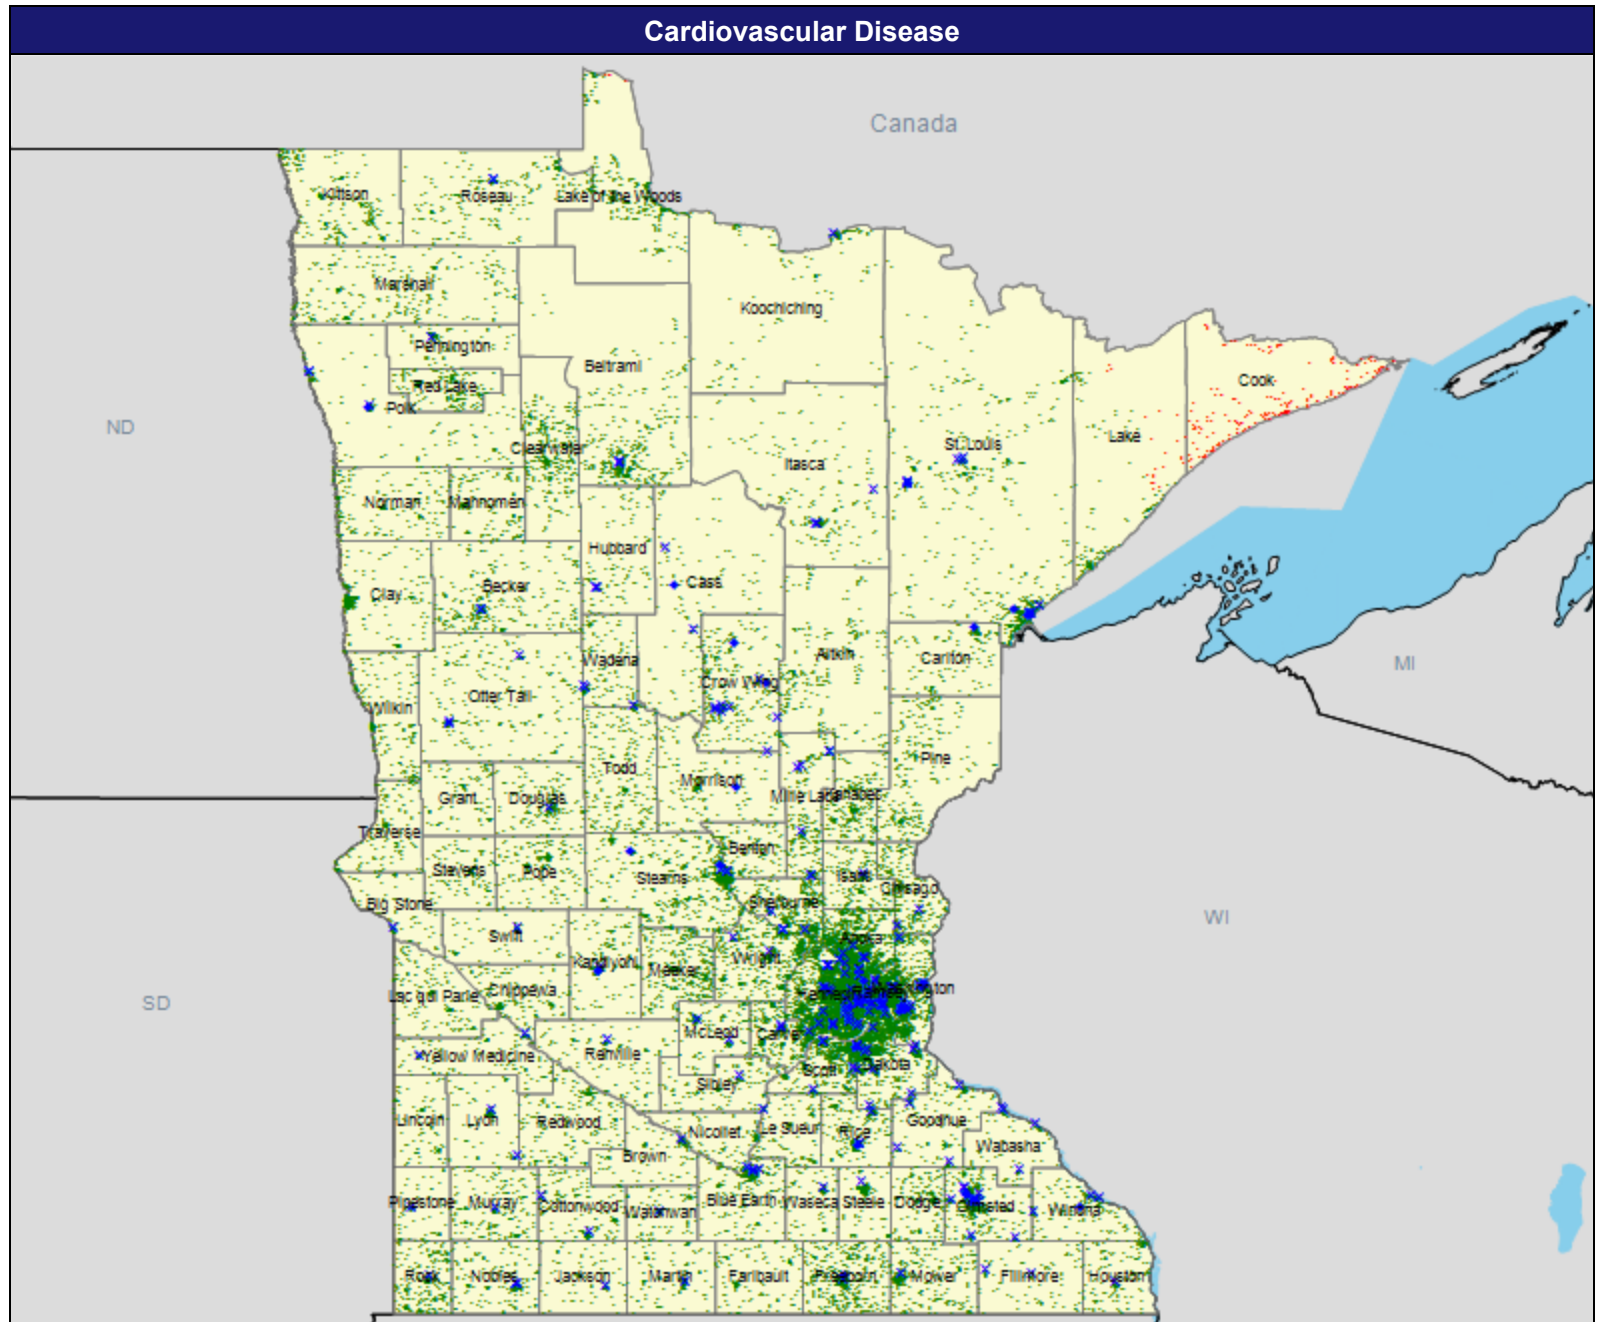 Cardiovascular Disease
Canada
Kittson
Roseau
Lake of the Woods
Marshall
Koochiching
Pennington
Beltrami
Red Lake
Cook
Polk
ND
Lake
Clearwater
St. Louis
Itasca
Norman
Mahnomen
Hubbard
Cass
Becker
Clay
Aitkin
Carlton
Wadena
MI
Crow Wing
Otter Tail
Wilkin
Pine
Todd
Morrison
Grant
Douglas
Mille Lacs
Kanabec
Traverse
Benton
Stevens
Pope
Stearns
Isanti
Chisago
Big Stone
Sherburne
WI
Swift
Anoka
Wright
Kandiyohi
Meeker
Lac qui Parle
Chippewa
Hennepin
Ramsey
Washington
SD
McLeod
Carver
Yellow Medicine
Renville
Scott
Dakota
Sibley
Lincoln
Lyon
Redwood
Nicollet
Le Sueur
Rice
Goodhue
Wabasha
Brown
Pipestone
Murray
Cottonwood
Watonwan
Blue Earth
Waseca
Steele
Dodge
Olmsted
Winona
Rock
Nobles
Jackson
Martin
Faribault
Freeborn
Mower
Fillmore
Houston